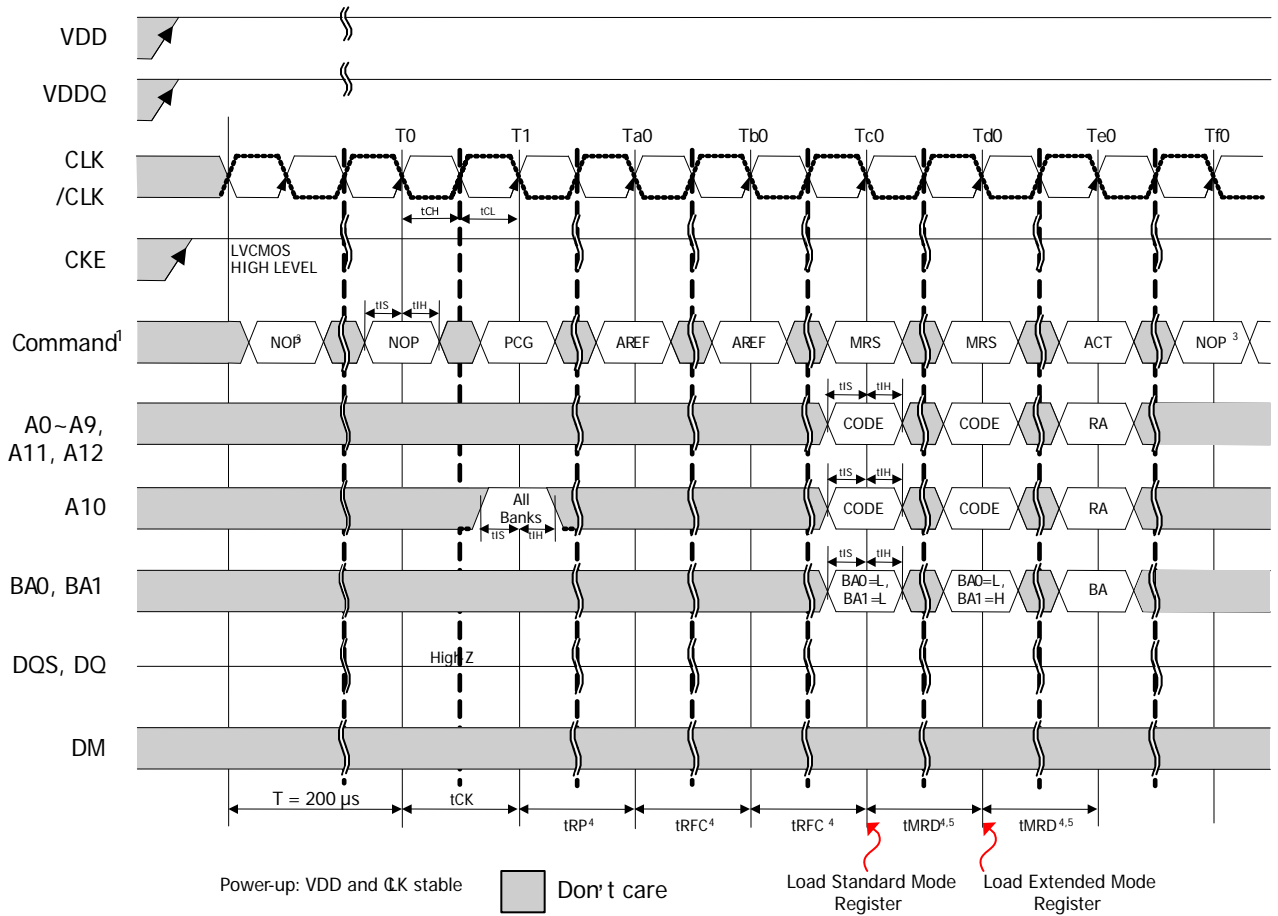 VDD
VDDQ
T0 T1 Ta0 Tb0 Tc0 Td0 Te0 Tf0
CLK
/CLK
tCH tCL
CKE
LVCMOS
HIGH LEVEL
tIS tIH
Command1
NOP3 NOP PCG AREF AREF MRS MRS ACT NOP 3
tIS tIH
A0~A9,
A11, A12
CODE CODE RA
tIS tIH
A10
All
Banks
CODE CODE RA
tIS tIH
tIS tIH
BA0, BA1
BA0=L,
BA1=L
BA0=L,
BA1=H
BA
DQS, DQ
High-Z
DM
T = 200 µs tCK
tRP4 tRFC4 tRFC 4 tMRD4,5 tMRD4,5
Power-up: VDD and CLK stable
Don't care
Load Standard Mode
Register
Load Extended Mode
Register